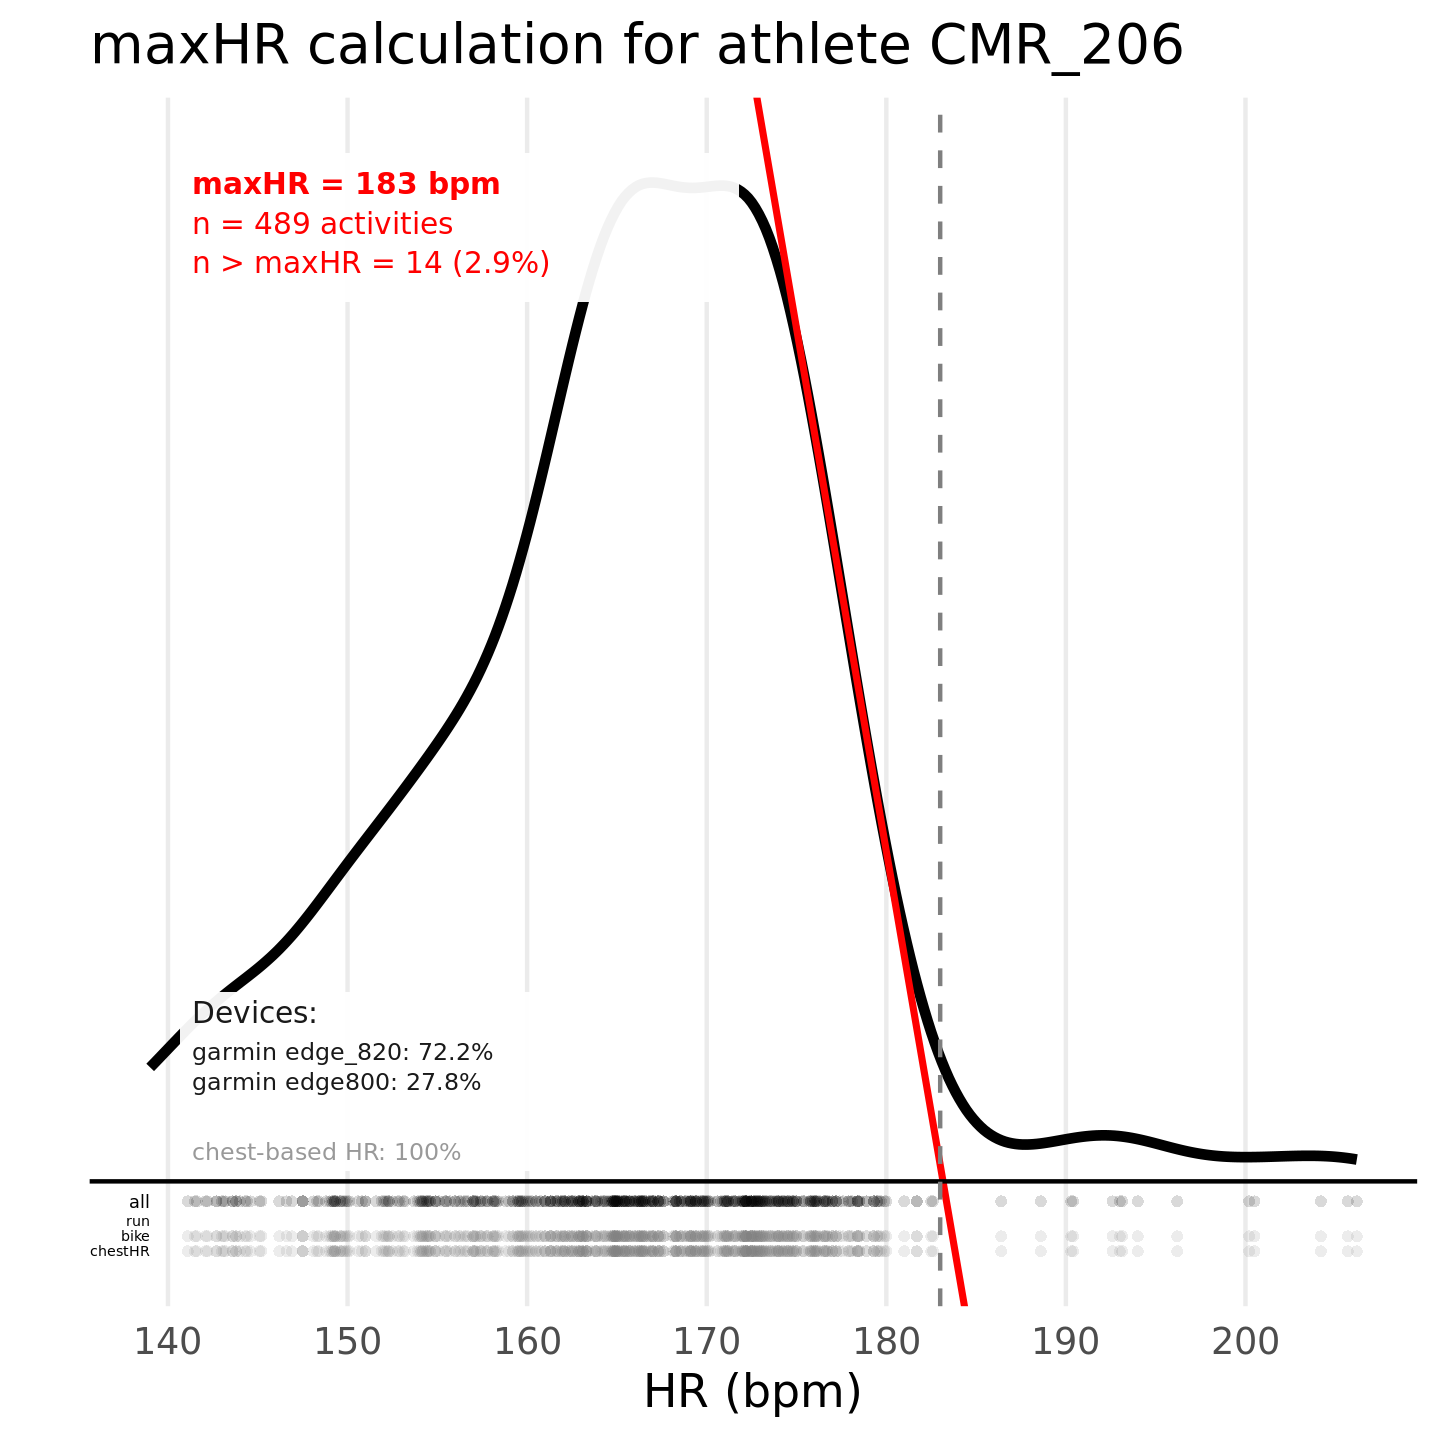 maxHR calculation for athlete CMR_206
maxHR = 183 bpm
n = 489 activities
n > maxHR = 14 (2.9%)
Devices:
garmin edge_820: 72.2%
garmin edge800: 27.8%
chest-based HR: 100%
all
run
bike
chestHR
140 150 160 170 180 190 200
HR (bpm)